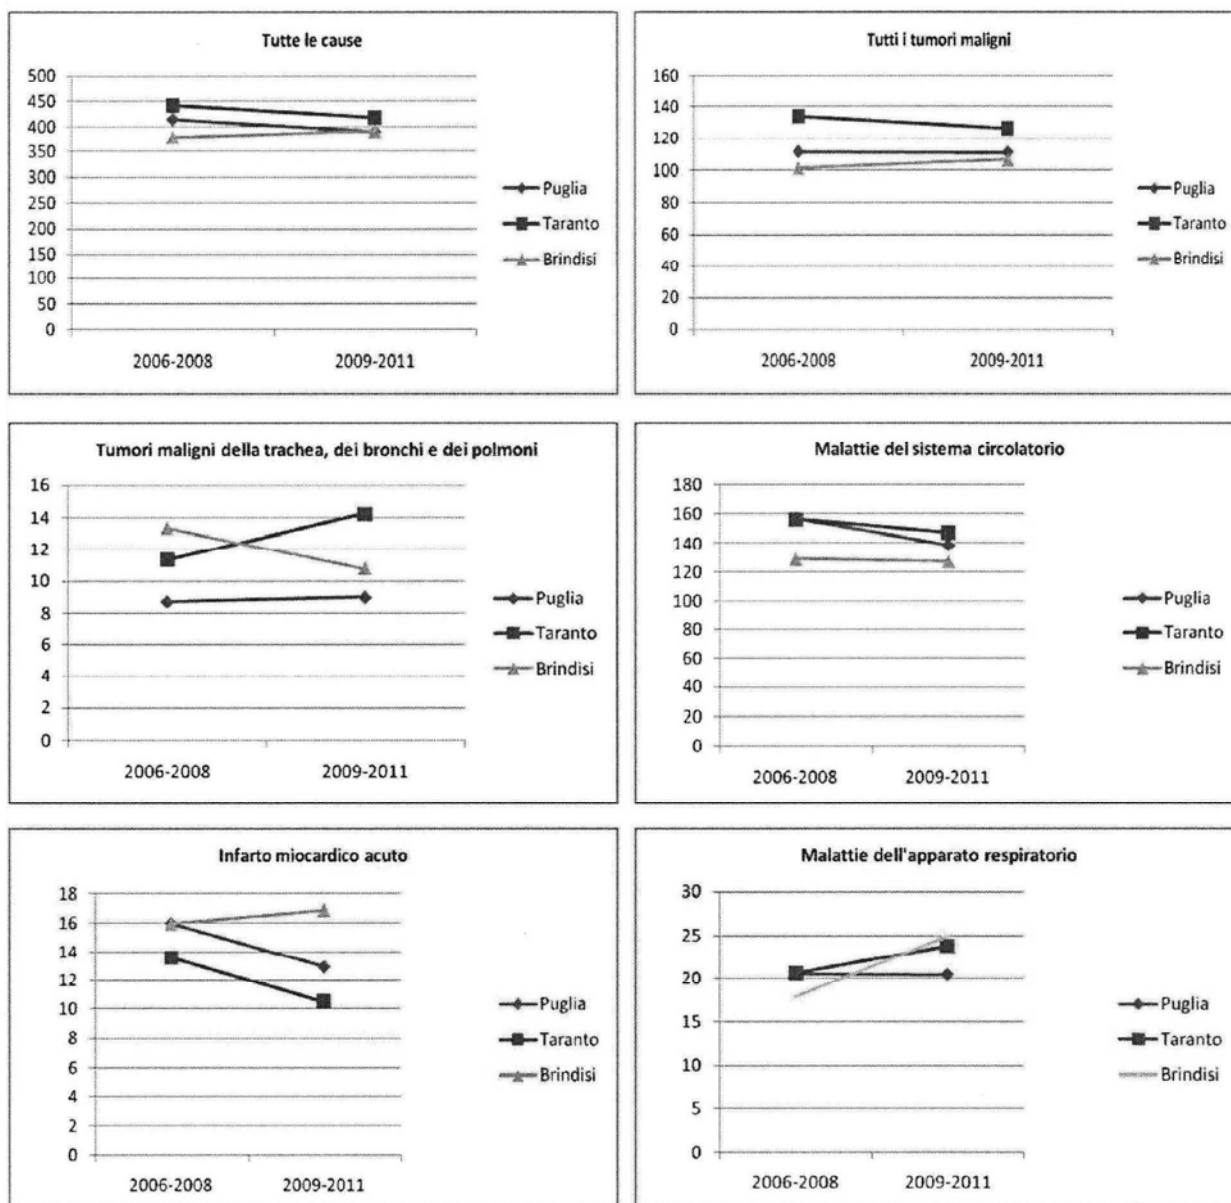 Tutte le cause
500
450
400
350
300
250
200
150
100
50
0
2006-2008 2009-2011
Puglia
Taranto
Brindisi
Tutti i tumori maligni
160
140
120
100
80
60
40
20
0
2006-2008 2009-2011
Puglia
Taranto
Brindisi
Tumori maligni della trachea, dei bronchi e dei polmoni
16
14
12
10
8
6
4
2
0
2006-2008 2009-2011
Puglia
Taranto
Brindisi
Malattie del sistema circolatorio
180
160
140
120
100
80
60
40
20
0
2006-2008 2009-2011
Puglia
Taranto
Brindisi
Infarto miocardico acuto
18
16
14
12
10
8
6
4
2
0
2006-2008 2009-2011
Puglia
Taranto
Brindisi
Malattie dell'apparato respiratorio
30
25
20
15
10
5
0
2006-2008 2009-2011
Puglia
Taranto
Brindisi